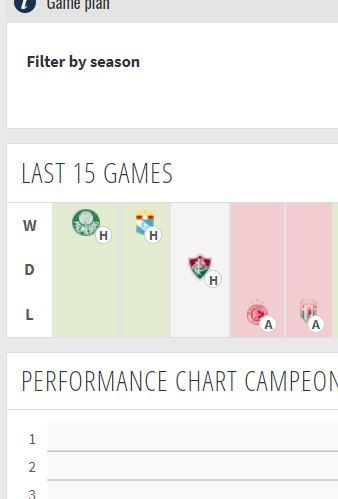 Game plan
Filter by season
LAST 15 GAMES
W
H
H
D
H
L
A
A
PERFORMANCE CHART CAMPEON
1
2
3